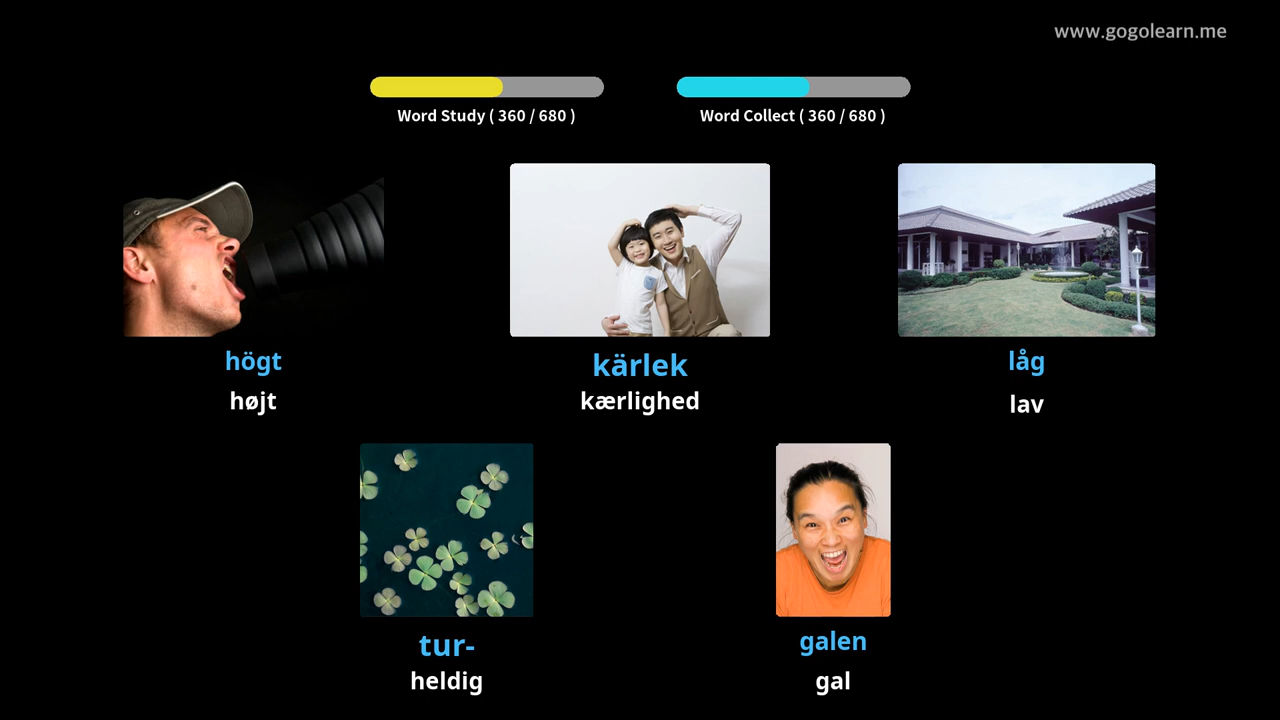 www.gogolearn.me
Word Study ( 360 / 680 )
Word Collect ( 360 / 680 )
högt
højt
kärlek
kærlighed
låg
lav
tur-
heldig
galen
gal